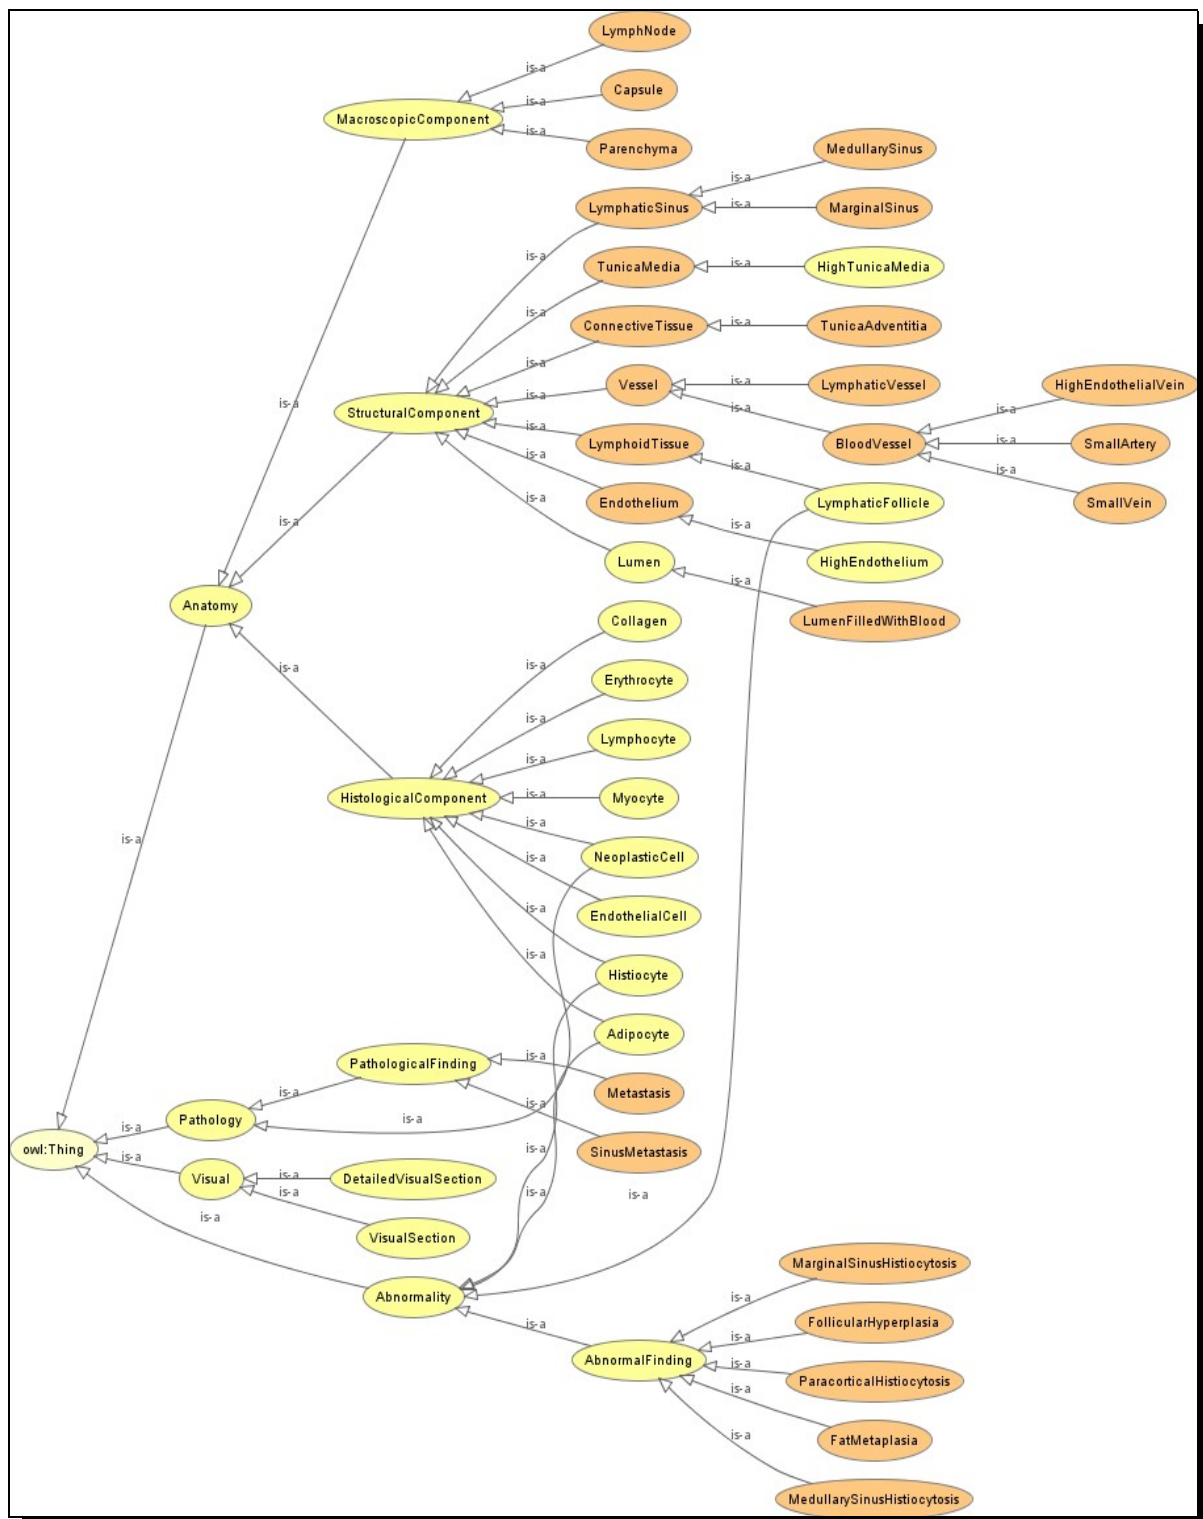 LymphNode
is-a
Capsule
is-a
MacroscopicComponent
is-a
Parenchyma
MedullarySinus
is-a
LymphaticSinus
is-a
MarginalSinus
is-a
TunicaMedia
is-a
HighTunicaMedia
is-a
ConnectiveTissue
is-a
TunicaAdventitia
is-a
Vessel
is-a
LymphaticVessel
HighEndothelialVein
is-a
is-a
is-a
is-a
StructuralComponent
is-a
LymphoidTissue
BloodVessel
is-a
SmallArtery
is-a
is-a
is-a
Endothelium
LymphaticFollicle
SmallVein
is-a
is-a
is-a
Lumen
HighEndothelium
is-a
Anatomy
Collagen
LumenFilledWithBlood
is-a
is-a
Erythrocyte
is-a
Lymphocyte
is-a
HistologicalComponent
is-a
Myocyte
is-a
is-a
NeoplasticCell
is-a
EndothelialCell
is-a
is-a
Histiocyte
Adipocyte
is-a
PathologicalFinding
is-a
Metastasis
is-a
Pathology
is-a
is-a
is-a
owl:Thing
is-a
SinusMetastasis
is-a
Visual
is-a
DetailedVisualSection
is-a
is-a
is-a
is-a
VisualSection
MarginalSinusHistiocytosis
Abnormality
is-a
is-a
FollicularHyperplasia
is-a
AbnormalFinding
is-a
ParacorticalHistiocytosis
is-a
is-a
FatMetaplasia
MedullarySinusHistiocytosis